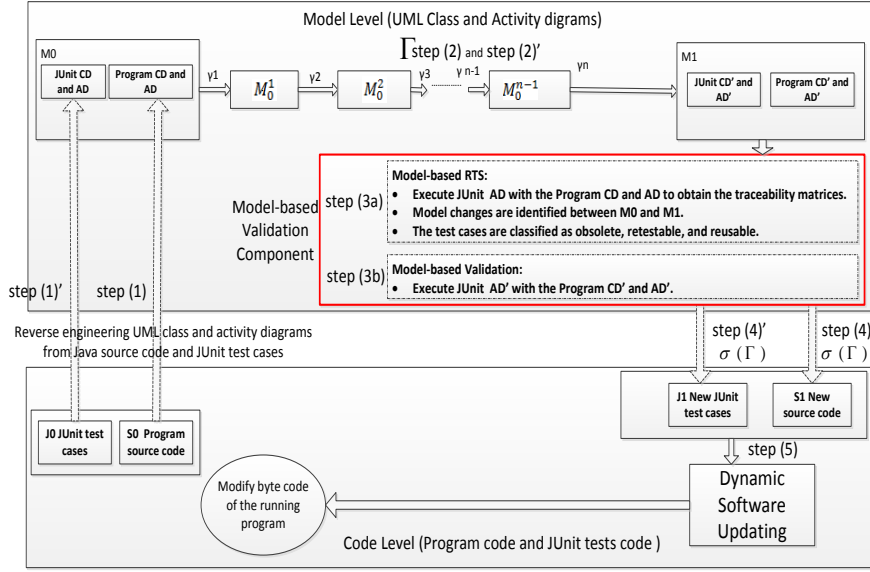 Model Level (UML Class and Activity digrams)
Γstep (2) and step (2)'
M0
JUnit CD
and AD
Program CD and
AD
γ1
M₀¹
γ2
M₀²
γ3
........
γ n-1
M₀ⁿ⁻¹
γn
M1
JUnit CD' and
AD'
Program CD' and
AD'
Model-based
Validation
Component
step (3a)
Model-based RTS:
• Execute JUnit AD with the Program CD and AD to obtain the traceability matrices.
• Model changes are identified between M0 and M1.
• The test cases are classified as obsolete, retestable, and reusable.
step (3b)
Model-based Validation:
• Execute JUnit AD' with the Program CD' and AD'.
step (1)'
step (1)
Reverse engineering UML class and activity diagrams
from Java source code and JUnit test cases
step (4)'
σ (Γ)
step (4)
σ (Γ)
J0 JUnit test
cases
S0 Program
source code
J1 New JUnit
test cases
S1 New
source code
step (5)
Dynamic
Software
Updating
Modify byte code
of the running
program
Code Level (Program code and JUnit tests code )